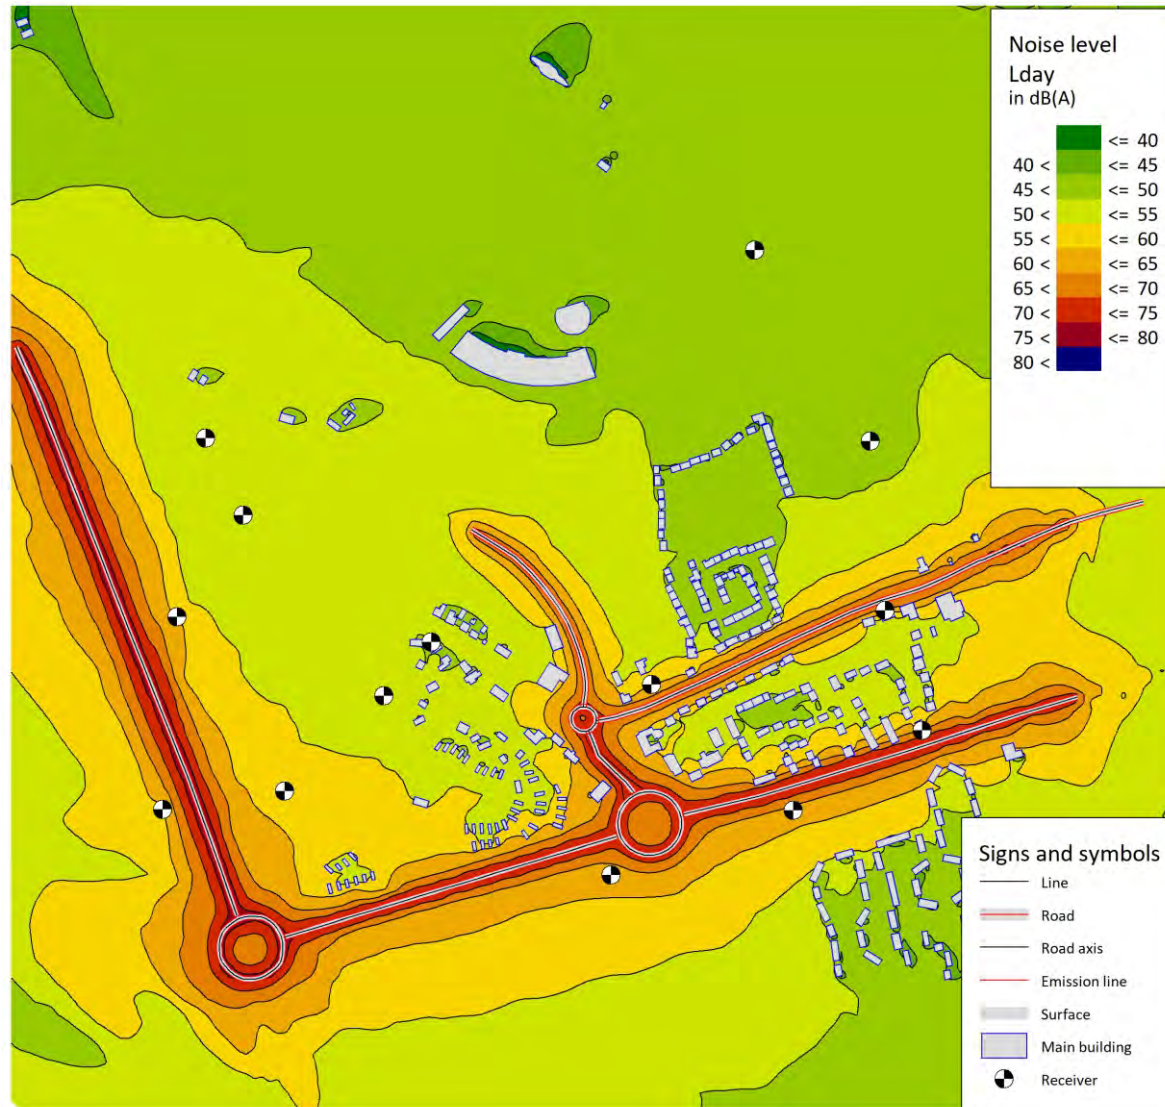 Noise level
Lday
in dB(A)
<= 40
40 < <= 45
45 < <= 50
50 < <= 55
55 < <= 60
60 < <= 65
65 < <= 70
70 < <= 75
75 < <= 80
80 <
Signs and symbols
Line
Road
Road axis
Emission line
Surface
Main building
Receiver